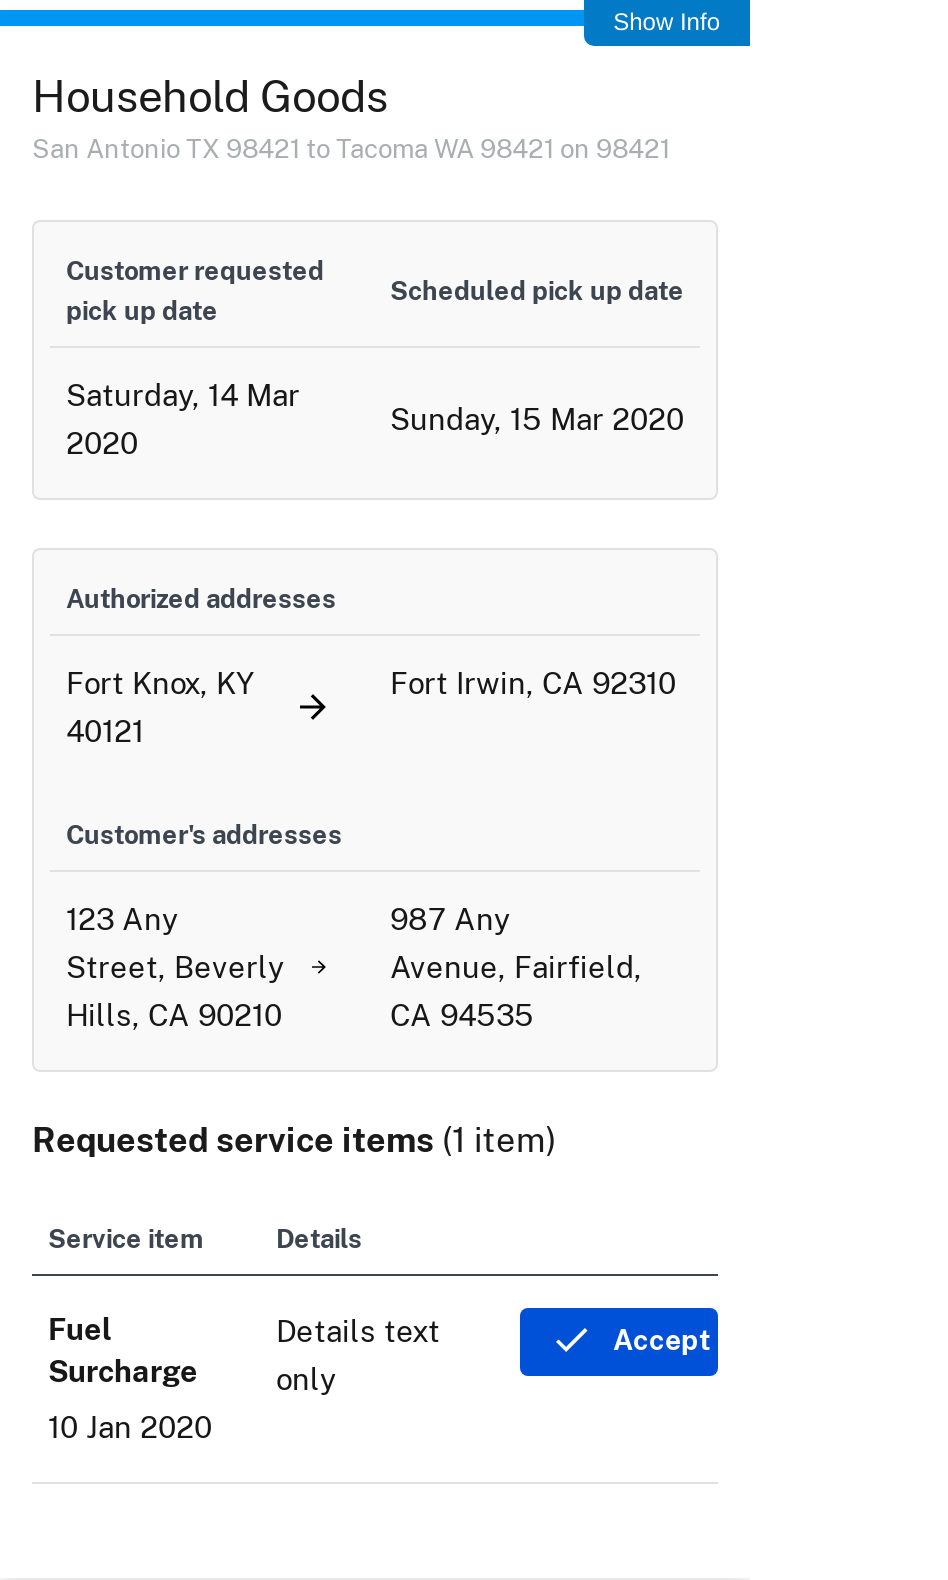 Show Info
Household Goods
San Antonio TX 98421 to Tacoma WA 98421 on 98421
Customer requested
pick up date
Scheduled pick up date
Saturday, 14 Mar
2020
Sunday, 15 Mar 2020
Authorized addresses
Fort Knox, KY
40121
Fort Irwin, CA 92310
Customer's addresses
123 Any
Street, Beverly
Hills, CA 90210
987 Any
Avenue, Fairfield,
CA 94535
Requested service items (1 item)
Service item
Details
Fuel
Surcharge
10 Jan 2020
Details text
only
Accept